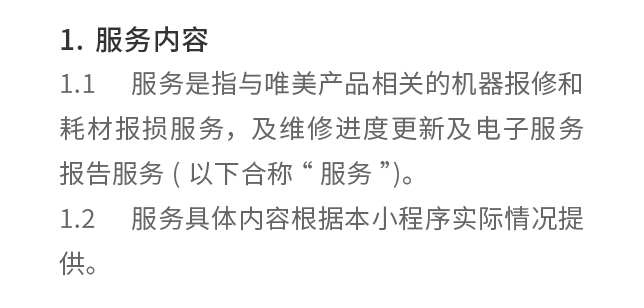 1. 服务内容
1.1 服务是指与唯美产品相关的机器报修和
耗材报损服务，及维修进度更新及电子服务
报告服务 ( 以下合称 “ 服务 ”)。
1.2 服务具体内容根据本小程序实际情况提
供。